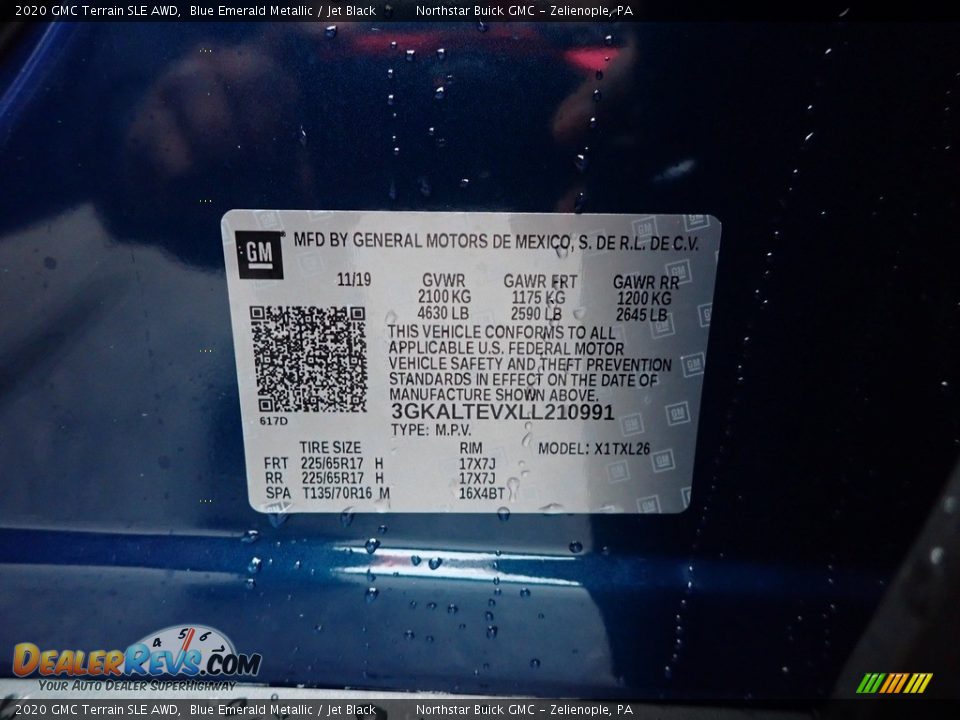 2020 GMC Terrain SLE AWD, Blue Emerald Metallic / Jet Black Northstar Buick GMC - Zelienople, PA
GM MFD BY GENERAL MOTORS DE MEXICO, S. DE R.L. DE C.V.
11/19 GVWR GAWR FRT GAWR RR
2100 KG 1175 KG 1200 KG
4630 LB 2590 LB 2645 LB
THIS VEHICLE CONFORMS TO ALL
APPLICABLE U.S. FEDERAL MOTOR
VEHICLE SAFETY AND THEFT PREVENTION
STANDARDS IN EFFECT ON THE DATE OF
MANUFACTURE SHOWN ABOVE.
3GKALTEVXLL210991
617D
TYPE: M.P.V.
TIRE SIZE RIM MODEL: X1TXL26
FRT 225/65R17 H 17X7J
RR 225/65R17 H 17X7J
SPA T135/70R16 M 16X4BT
4 5 6
DealerRevs.com
Your Auto Dealer SuperHighway
2020 GMC Terrain SLE AWD, Blue Emerald Metallic / Jet Black Northstar Buick GMC - Zelienople, PA